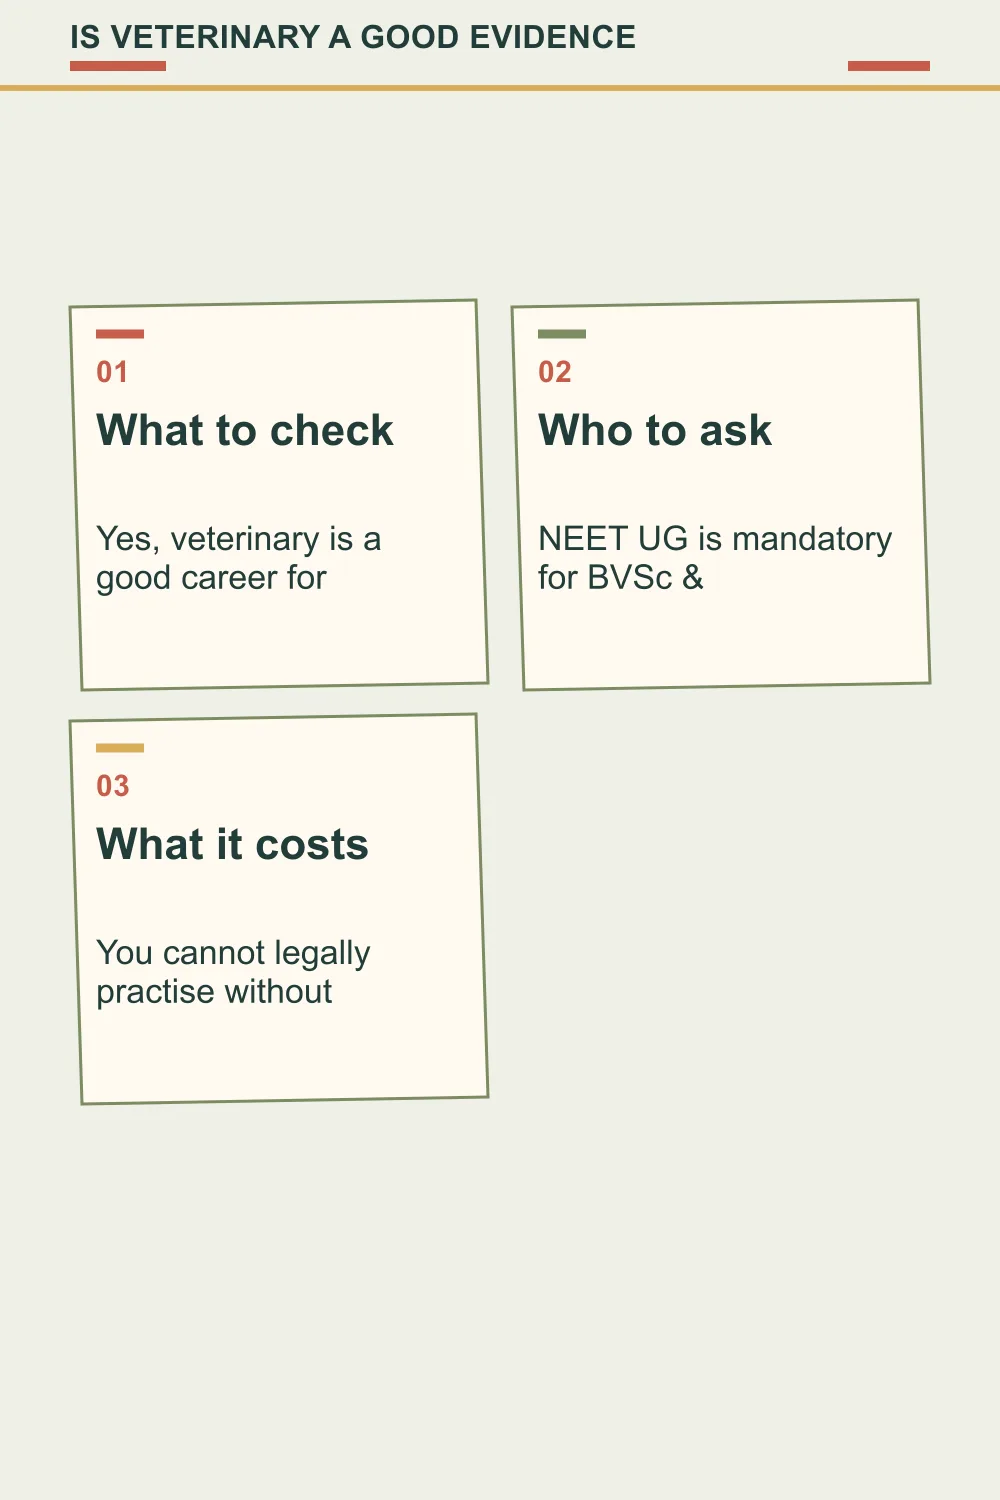 IS VETERINARY A GOOD EVIDENCE
01
What to check
Yes, veterinary is a
good career for
02
Who to ask
NEET UG is mandatory
for BVSc &
03
What it costs
You cannot legally
practise without